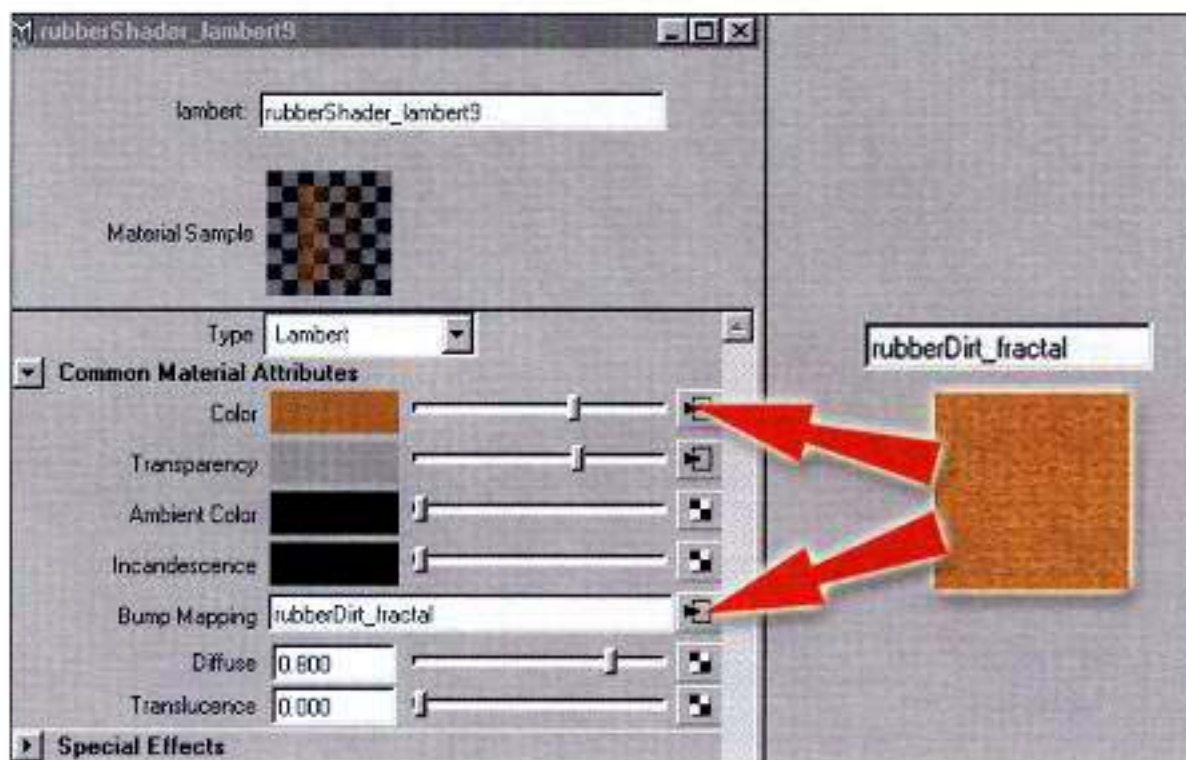 rubberShader_lambert9
lambert: rubberShader_lambert9
Material Sample
Type Lambert
Common Material Attributes
Color
Transparency
Ambient Color
Incandescence
Bump Mapping rubberDirt_fractal
Diffuse 0.800
Translucence 0.000
Special Effects
rubberDirt_fractal